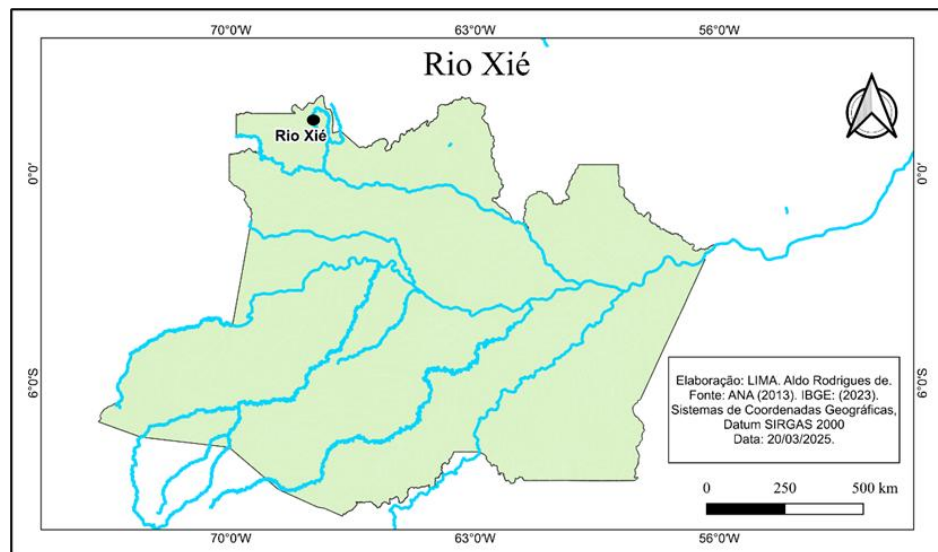 70°0'W 63°0'W 56°0'W
Rio Xié
Rio Xié
0°0' 0°0'
6°0'S 6°0'S
Elaboração: LIMA. Aldo Rodrigues de.
Fonte: ANA (2013). IBGE: (2023).
Sistemas de Coordenadas Geográficas,
Datum SIRGAS 2000
Data: 20/03/2025.
0 250 500 km
70°0'W 63°0'W 56°0'W